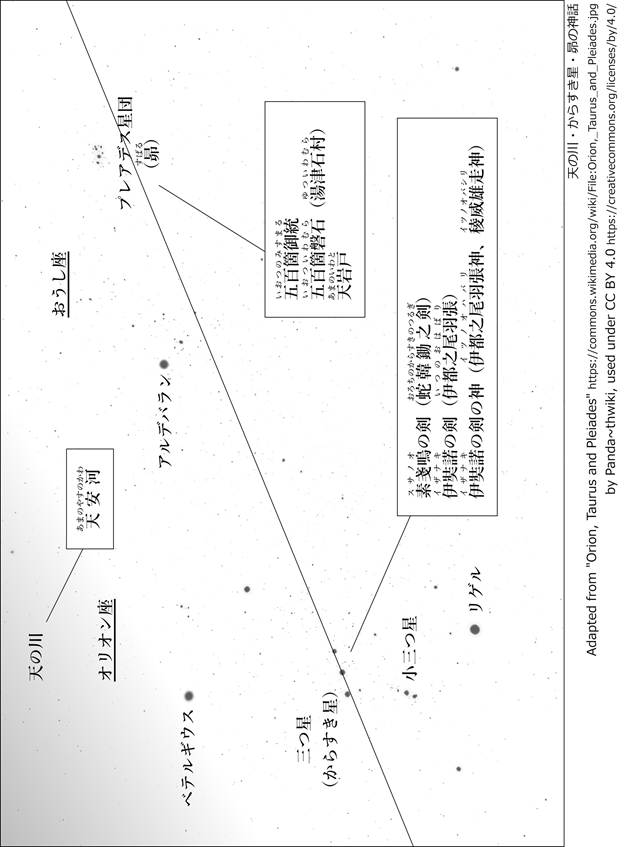 天の川
あまのやすのかわ
天安河
おうし座
オリオン座
プレアデス星団
すばる
(昴)
アルデバラン
ベテルギウス
いおつのみすまる
五百箇御統
いおついわむら ゆついわむら
五百箇磐石(湯津石村)
あまのいわと
天岩戸
三つ星
(からすき星)
スサノオ おろちのからすきのつるぎ
素戔嗚の剣(蛇韓鋤之剣)
イザナキ いつのおはばり
伊奘諾の剣(伊都之尾羽張)
イザナキ イツノオハバリ イツノオバシリ
伊奘諾の剣の神(伊都之尾羽張神、稜威雄走神)
小三つ星
リゲル
天の川・からすき星・昴の神話
Adapted from "Orion, Taurus and Pleiades" https://commons.wikimedia.org/wiki/File:Orion,_Taurus_and_Pleiades.jpg
by Panda~thwiki, used under CC BY 4.0 https://creativecommons.org/licenses/by/4.0/